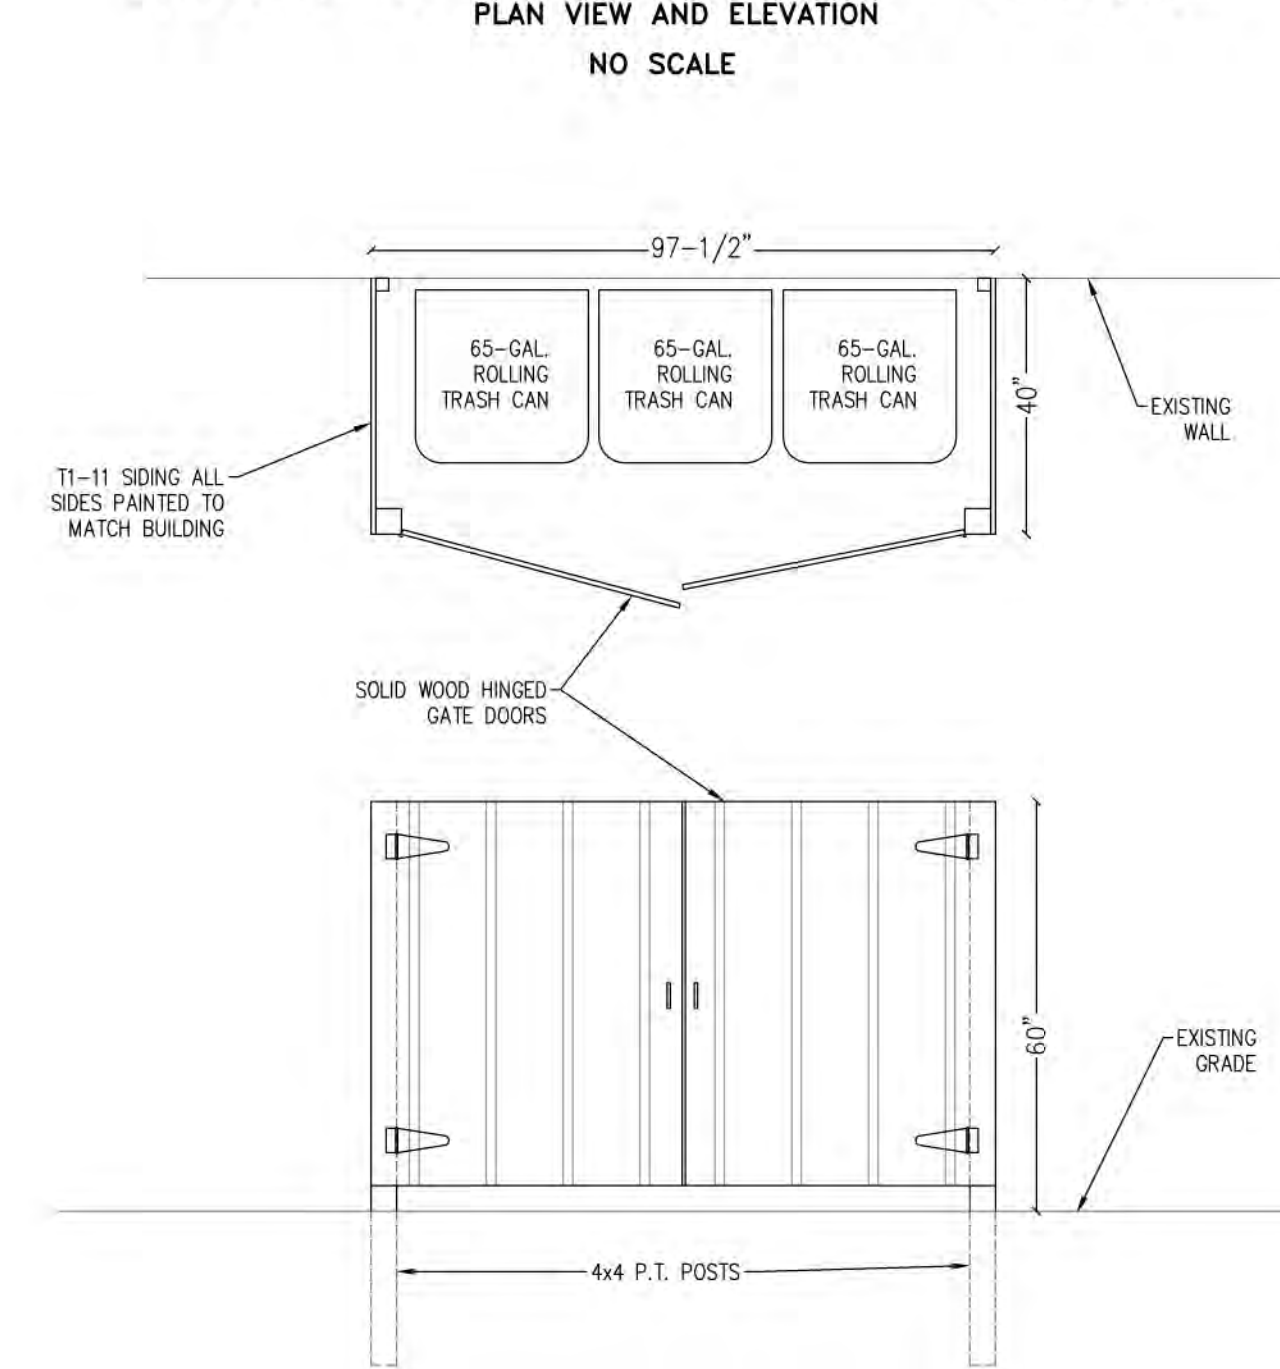 PLAN VIEW AND ELEVATION
NO SCALE
97-1/2"
65-GAL.
ROLLING
TRASH CAN
65-GAL.
ROLLING
TRASH CAN
65-GAL.
ROLLING
TRASH CAN
40"
EXISTING
WALL
T1-11 SIDING ALL
SIDES PAINTED TO
MATCH BUILDING
SOLID WOOD HINGED
GATE DOORS
60"
EXISTING
GRADE
4x4 P.T. POSTS